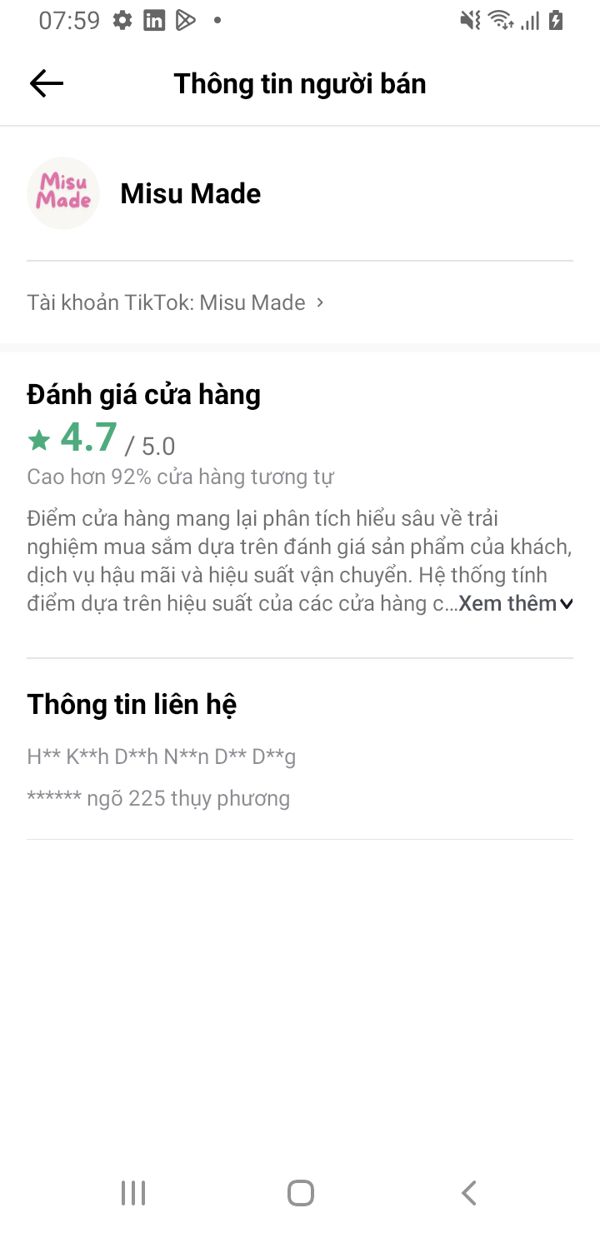 07:59
Thông tin người bán
Misu
Made
Misu Made
Tài khoản TikTok: Misu Made
Đánh giá cửa hàng
4.7 / 5.0
Cao hơn 92% cửa hàng tương tự
Điểm cửa hàng mang lại phân tích hiểu sâu về trải
nghiệm mua sắm dựa trên đánh giá sản phẩm của khách,
dịch vụ hậu mãi và hiệu suất vận chuyển. Hệ thống tính
điểm dựa trên hiệu suất của các cửa hàng c...Xem thêm
Thông tin liên hệ
H** K**h D**h N**n D** D**g
****** ngõ 225 thụy phương